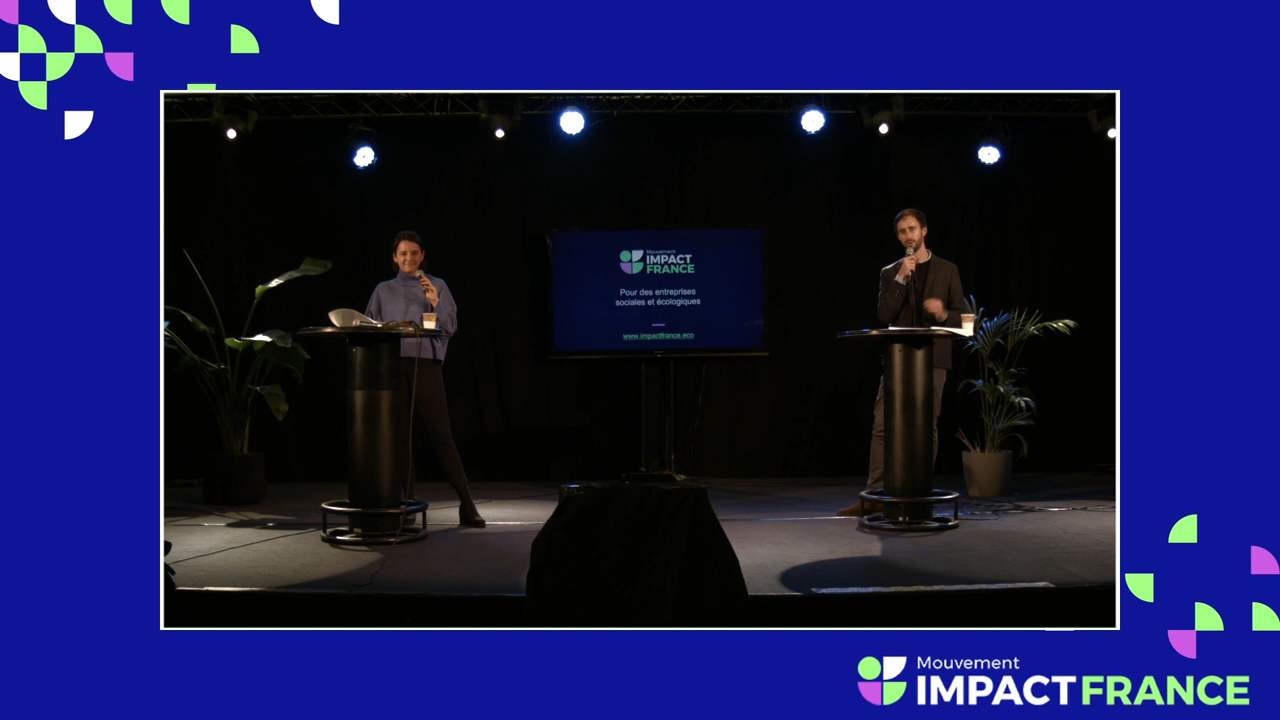 Mouvement
IMPACT
FRANCE
Pour des entreprises
sociales et écologiques
www.impactfrance.eco
Mouvement
IMPACT FRANCE